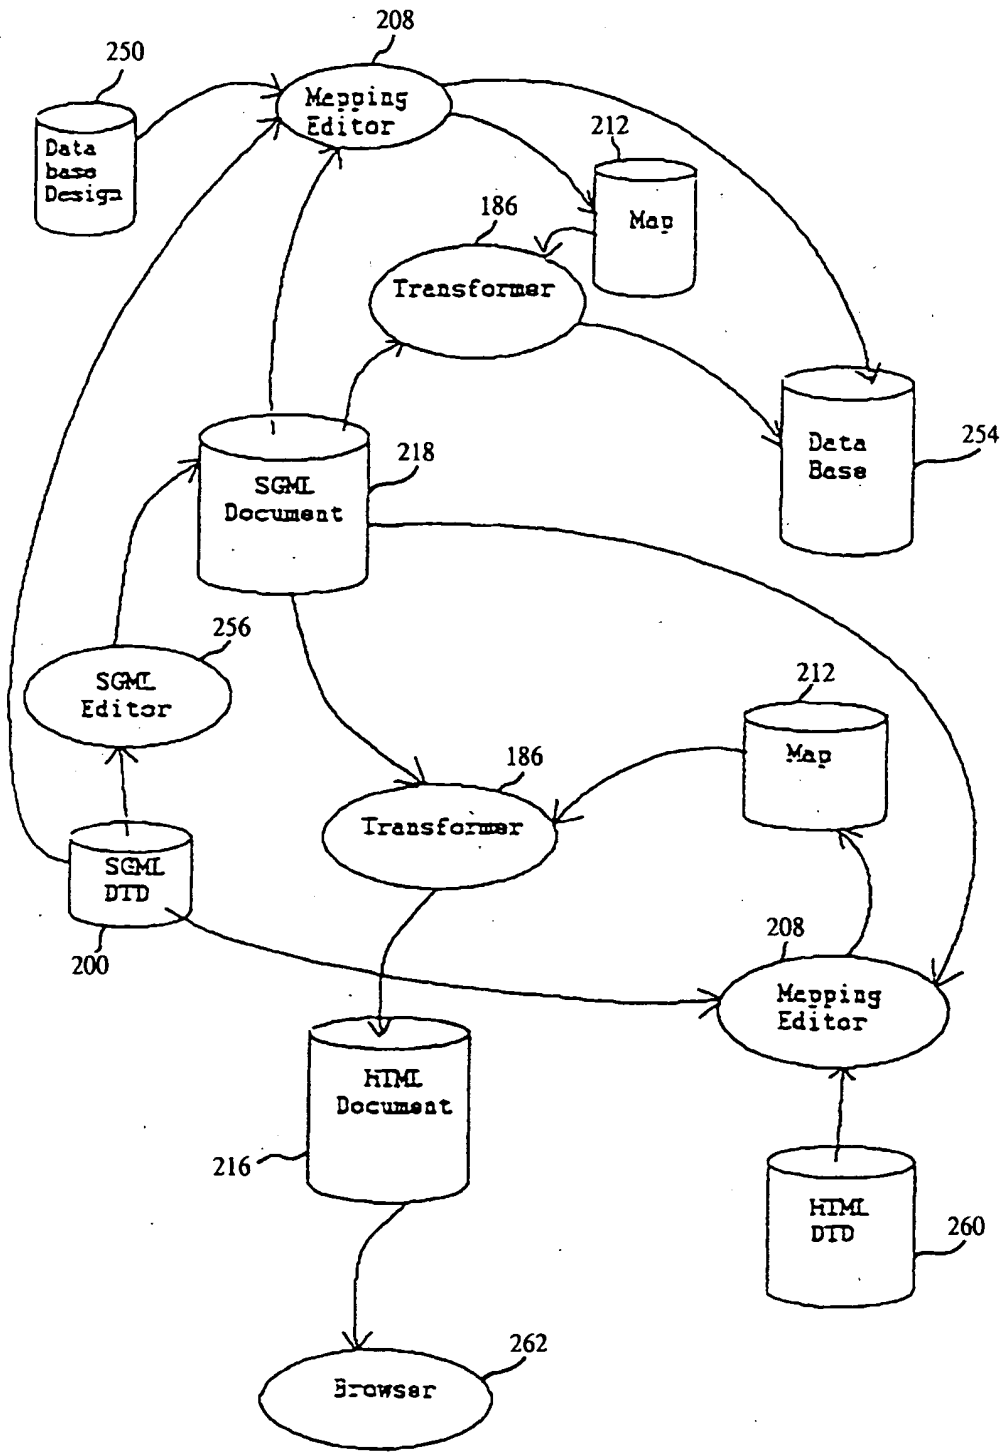 208
250
Mapping
Editor
Data
base
Design
212
Map
186
Transformer
Data
Base
254
218
SGML
Document
256
SGML
Editor
212
Map
186
Transformer
SGML
DTD
200
208
Mapping
Editor
HTML
Document
216
HTML
DTD
260
262
Browser